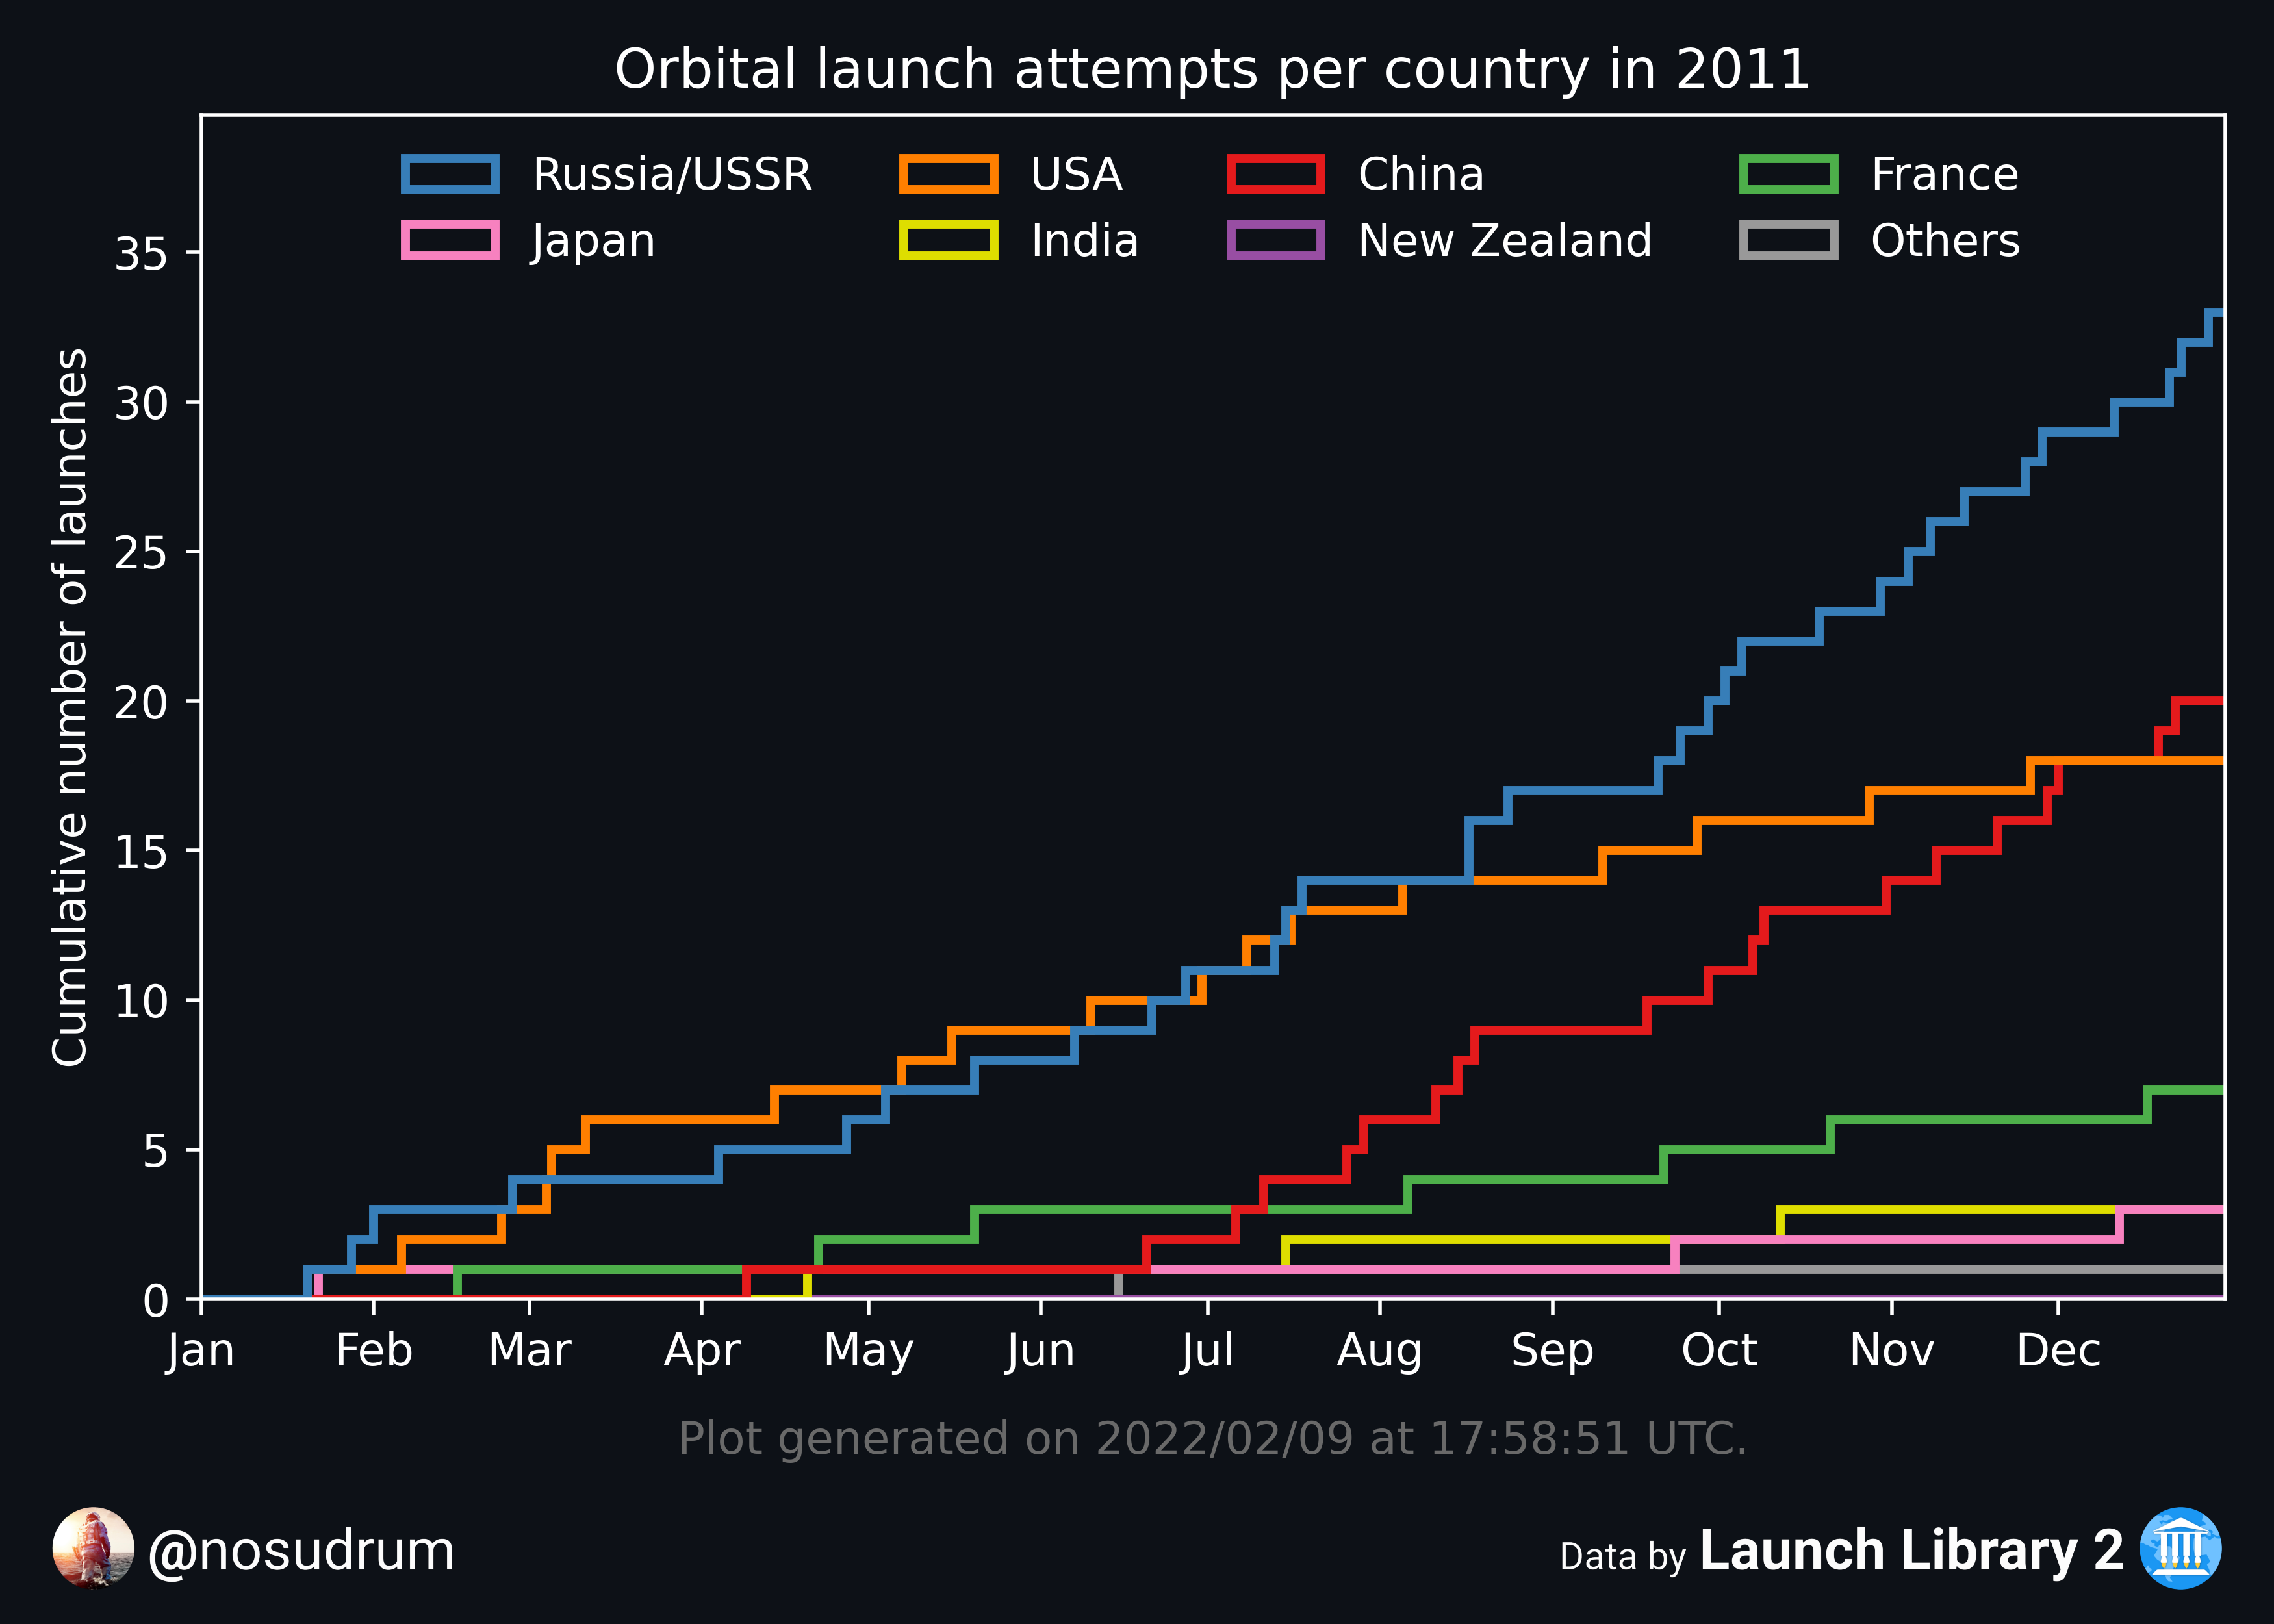 Orbital launch attempts per country in 2011
Russia/USSR USA China France
Japan India New Zealand Others
Cumulative number of launches
35
30
25
20
15
10
5
0
Jan Feb Mar Apr May Jun Jul Aug Sep Oct Nov Dec
Plot generated on 2022/02/09 at 17:58:51 UTC.
@nosudrum
Data by Launch Library 2